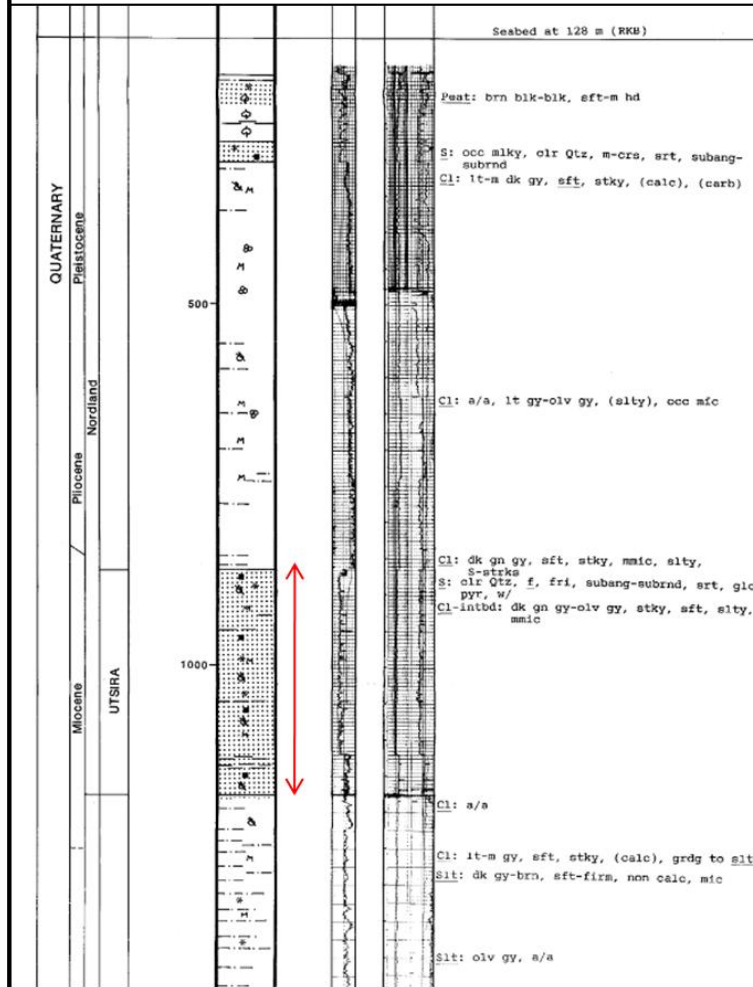 Seabed at 128 m (RKB)
Peat: brn blk-blk, sft-m hd
S: occ mlky, clr Qtz, m-crs, srt, subang-
subrnd
Cl: lt-m dk gy, sft, stky, (calc), (carb)
QUATERNARY
Pleistocene
500
Cl: a/a, lt gy-olv gy, (slty), occ mic
Nordland
Pliocene
Cl: dk gn gy, sft, stky, mmic, slty,
S-strks
S: clr Qtz, f, fri, subang-subrnd, srt, glc
pyr, w/
Cl-intbd: dk gn gy-olv gy, stky, sft, slty,
mmic
1000
Miocene
UTSIRA
Cl: a/a
Cl: lt-m gy, sft, stky, (calc), grdg to slt
Slt: dk gy-brn, sft-firm, non calc, mic
Slt: olv gy, a/a